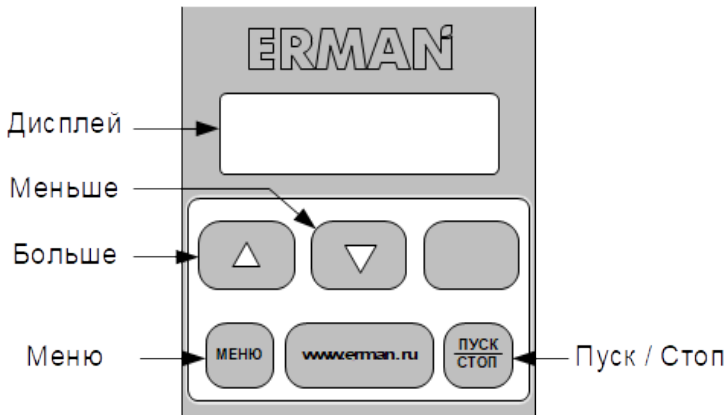 ERMAN
Дисплей
Меньше
Больше
Меню
МЕНЮ
www.erman.ru
ПУСК
СТОП
Пуск / Стоп